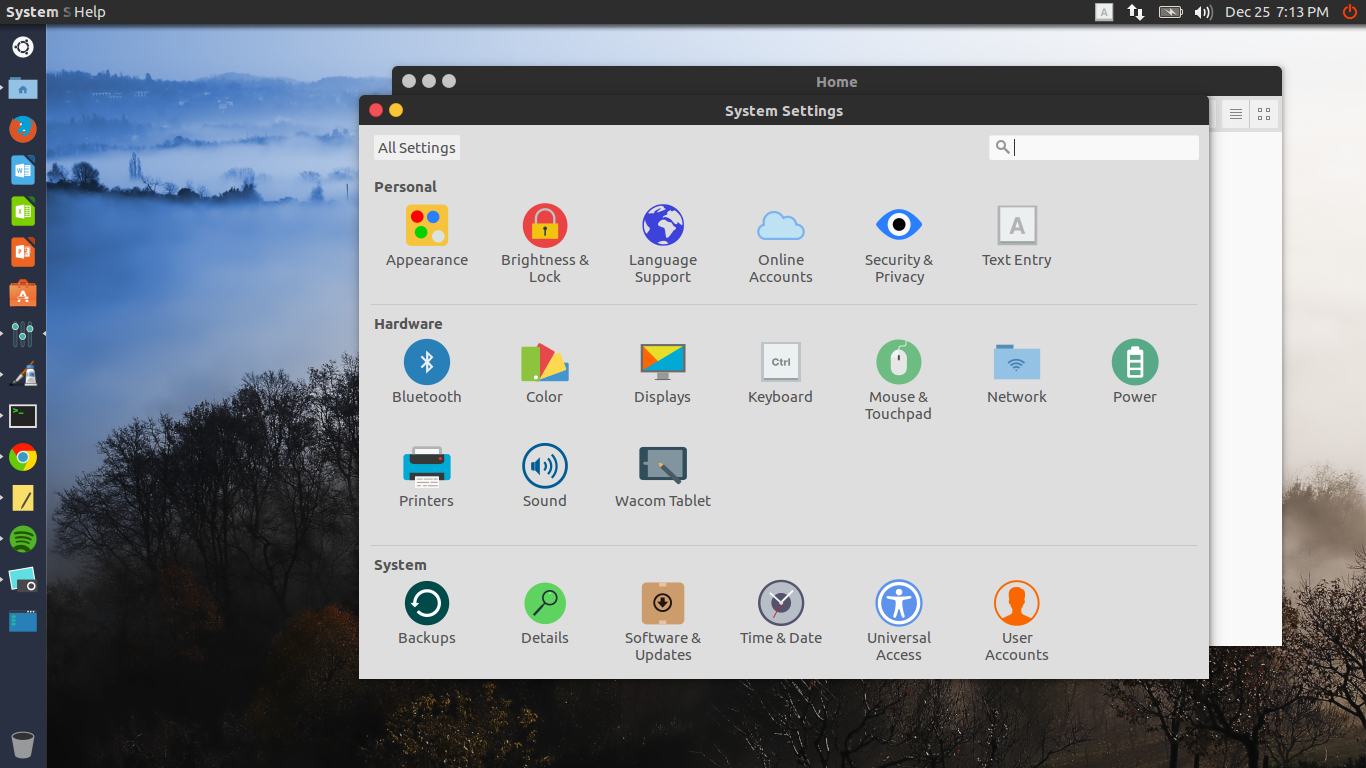 System S Help
A
Dec 25 7:13 PM
Home
System Settings
All Settings
Personal
A
Appearance
Brightness &
Lock
Language
Support
Online
Accounts
Security &
Privacy
Text Entry
Hardware
Ctrl
Bluetooth
Color
Displays
Keyboard
Mouse &
Touchpad
Network
Power
Printers
Sound
Wacom Tablet
System
Backups
Details
Software &
Updates
Time & Date
Universal
Access
User
Accounts
>_